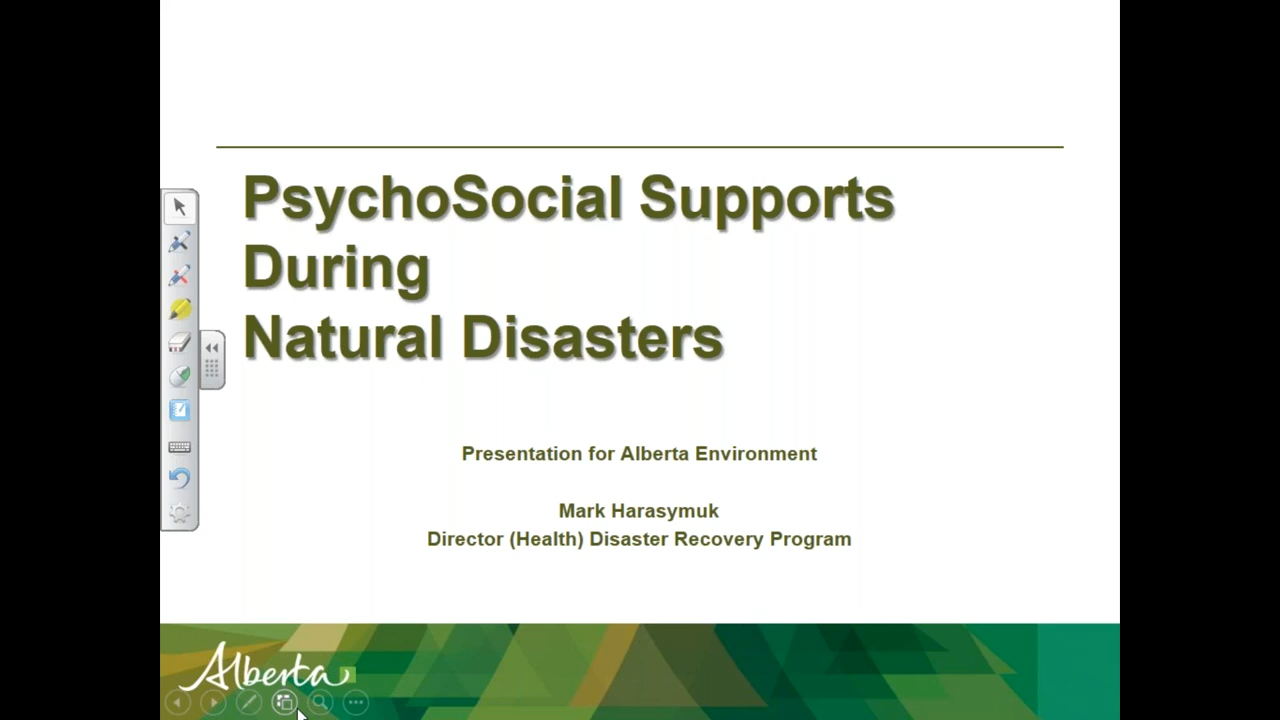 PsychoSocial Supports
During
Natural Disasters
Presentation for Alberta Environment
Mark Harasymuk
Director (Health) Disaster Recovery Program
Alberta